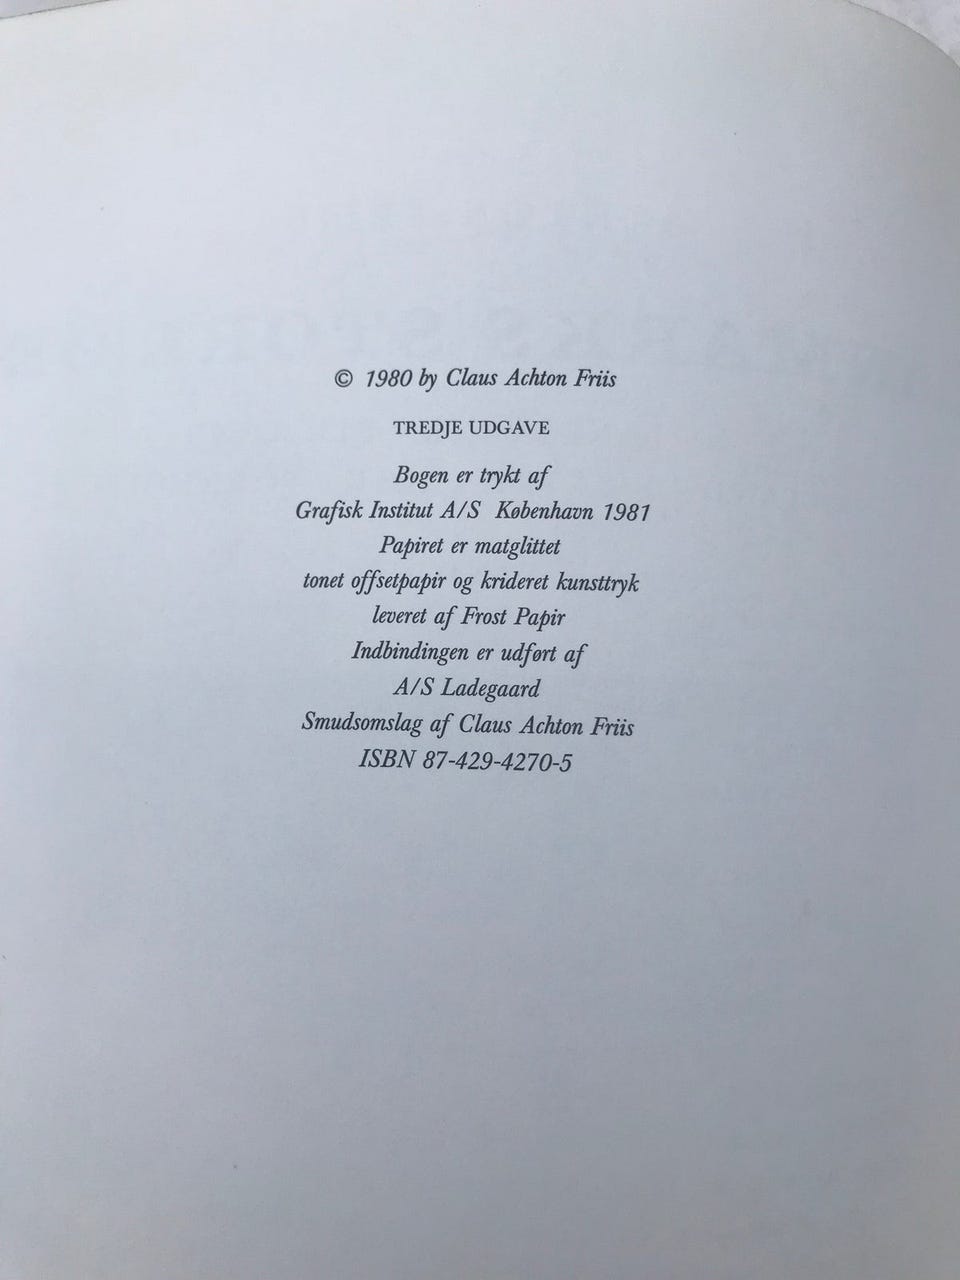 © 1980 by Claus Achton Friis
TREDJE UDGAVE
Bogen er trykt af
Grafisk Institut A/S København 1981
Papiret er matglittet
tonet offsetpapir og krideret kunsttryk
leveret af Frost Papir
Indbindingen er udført af
A/S Ladegaard
Smudsomslag af Claus Achton Friis
ISBN 87-429-4270-5